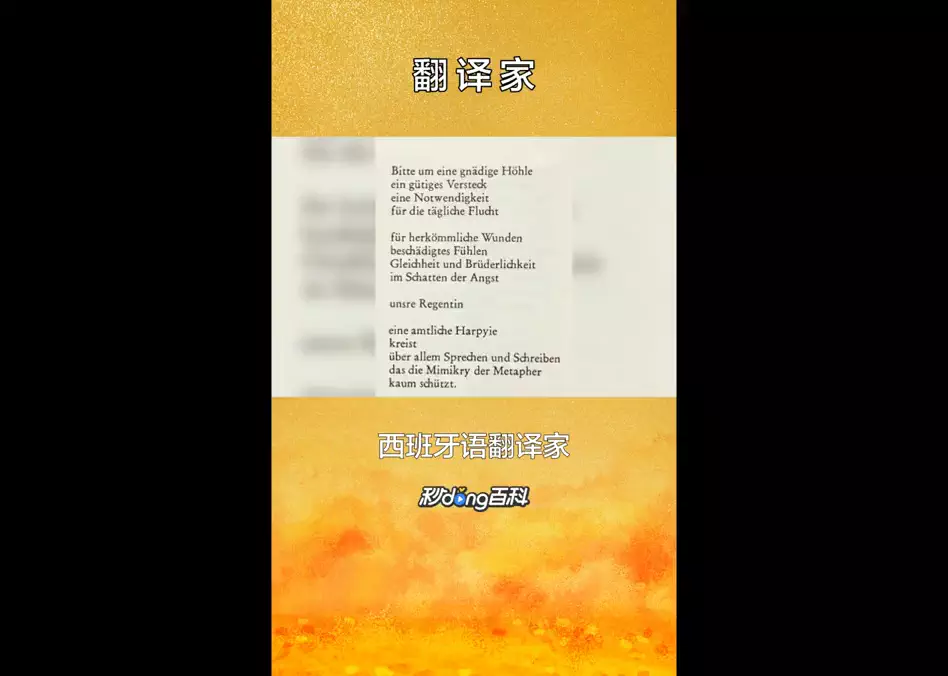 翻译家
Bitte um eine gnädige Höhle
ein gütiges Versteck
eine Notwendigkeit
für die tägliche Flucht
für herkömmliche Wunden
beschädigtes Fühlen
Gleichheit und Brüderlichkeit
im Schatten der Angst
unsre Regentin
eine amtliche Harpyie
kreist
über allem Sprechen und Schreiben
das die Mimikry der Metapher
kaum schützt.
西班牙语翻译家
秒dong百科